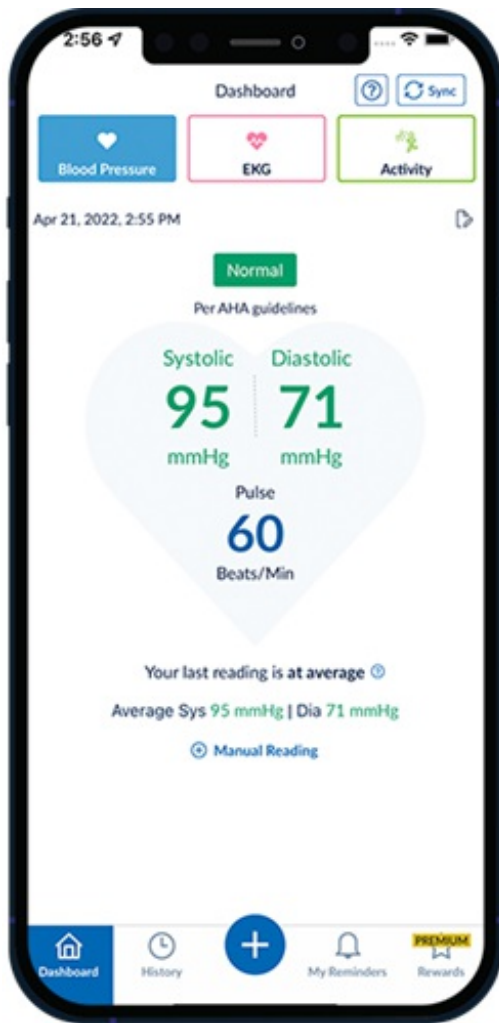 2:56
Dashboard
Sync
Blood Pressure
EKG
Activity
Apr 21, 2022, 2:55 PM
Normal
Per AHA guidelines
Systolic Diastolic
95 71
mmHg mmHg
Pulse
60
Beats/Min
Your last reading is at average
Average Sys 95 mmHg | Dia 71 mmHg
Manual Reading
PREMIUM
Dashboard
History
My Reminders
Rewards